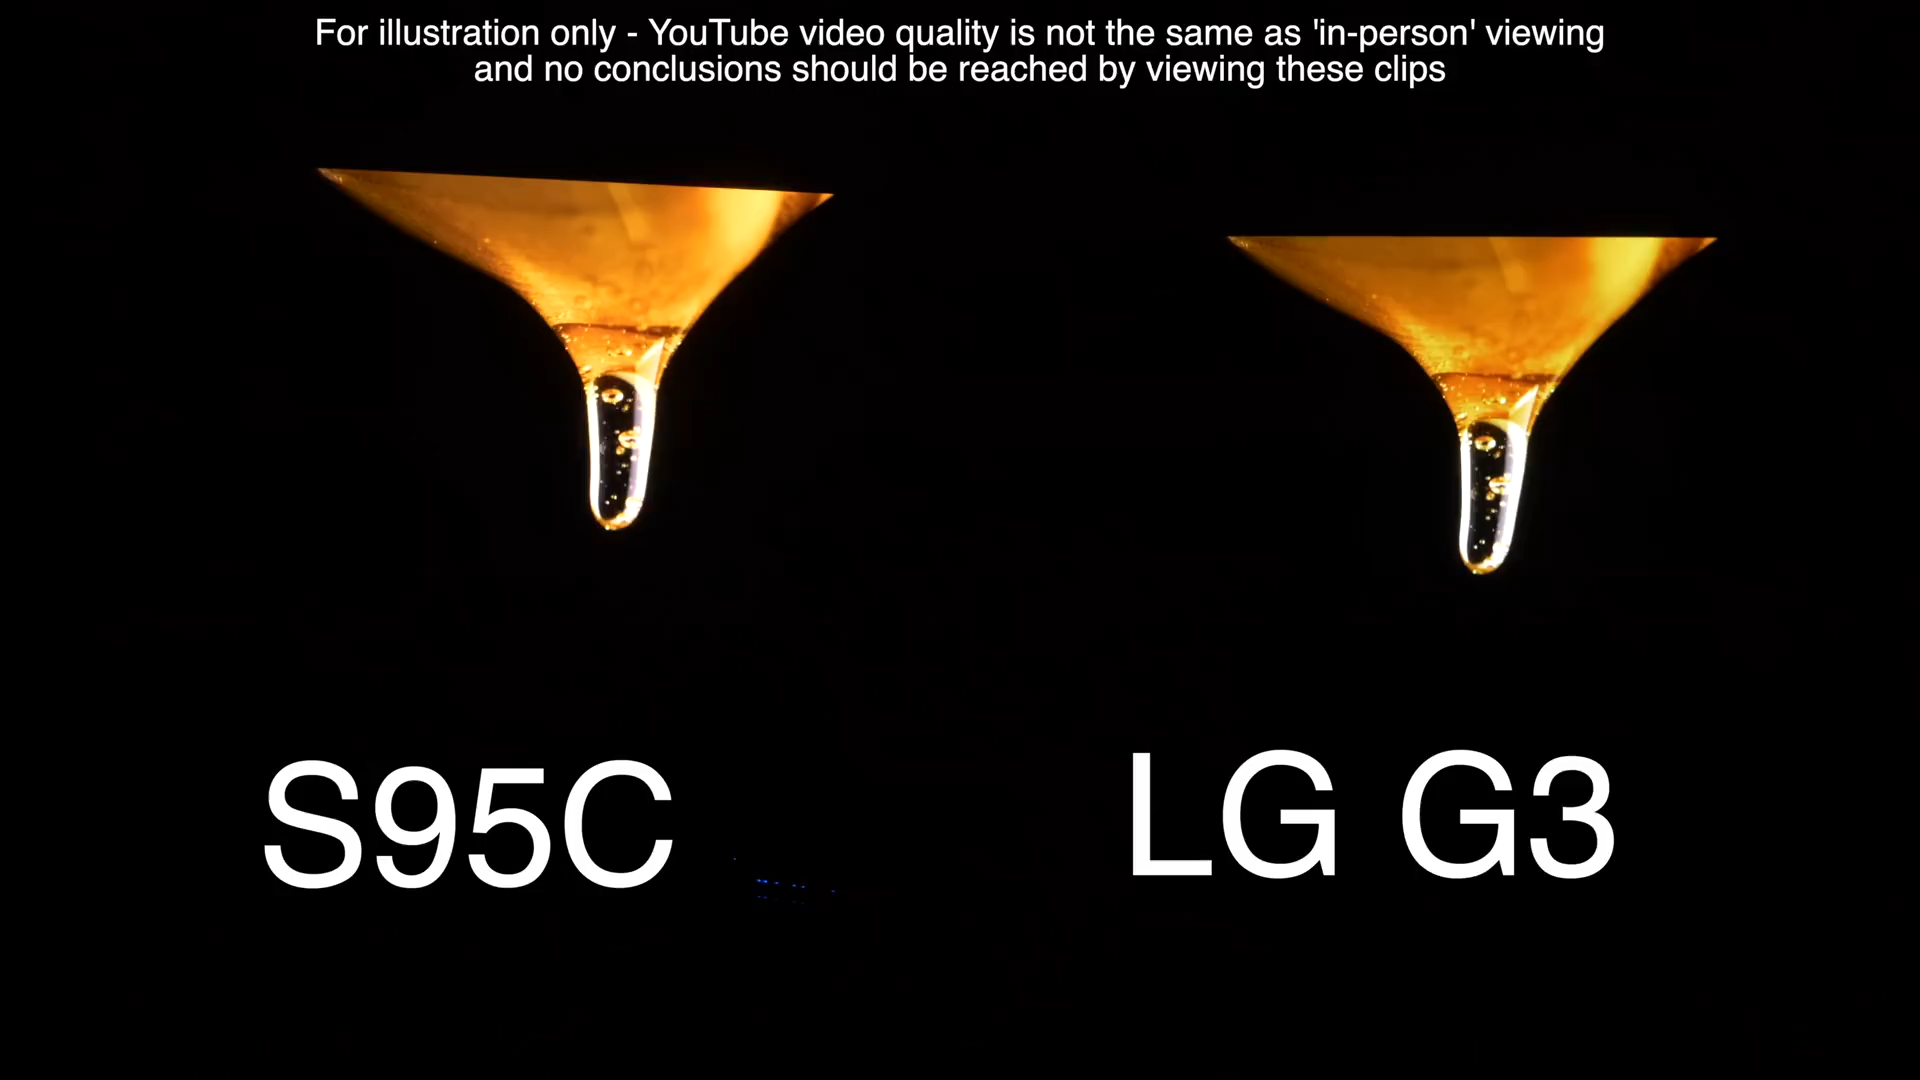 For illustration only - YouTube video quality is not the same as 'in-person' viewing
and no conclusions should be reached by viewing these clips
S95C
LG G3